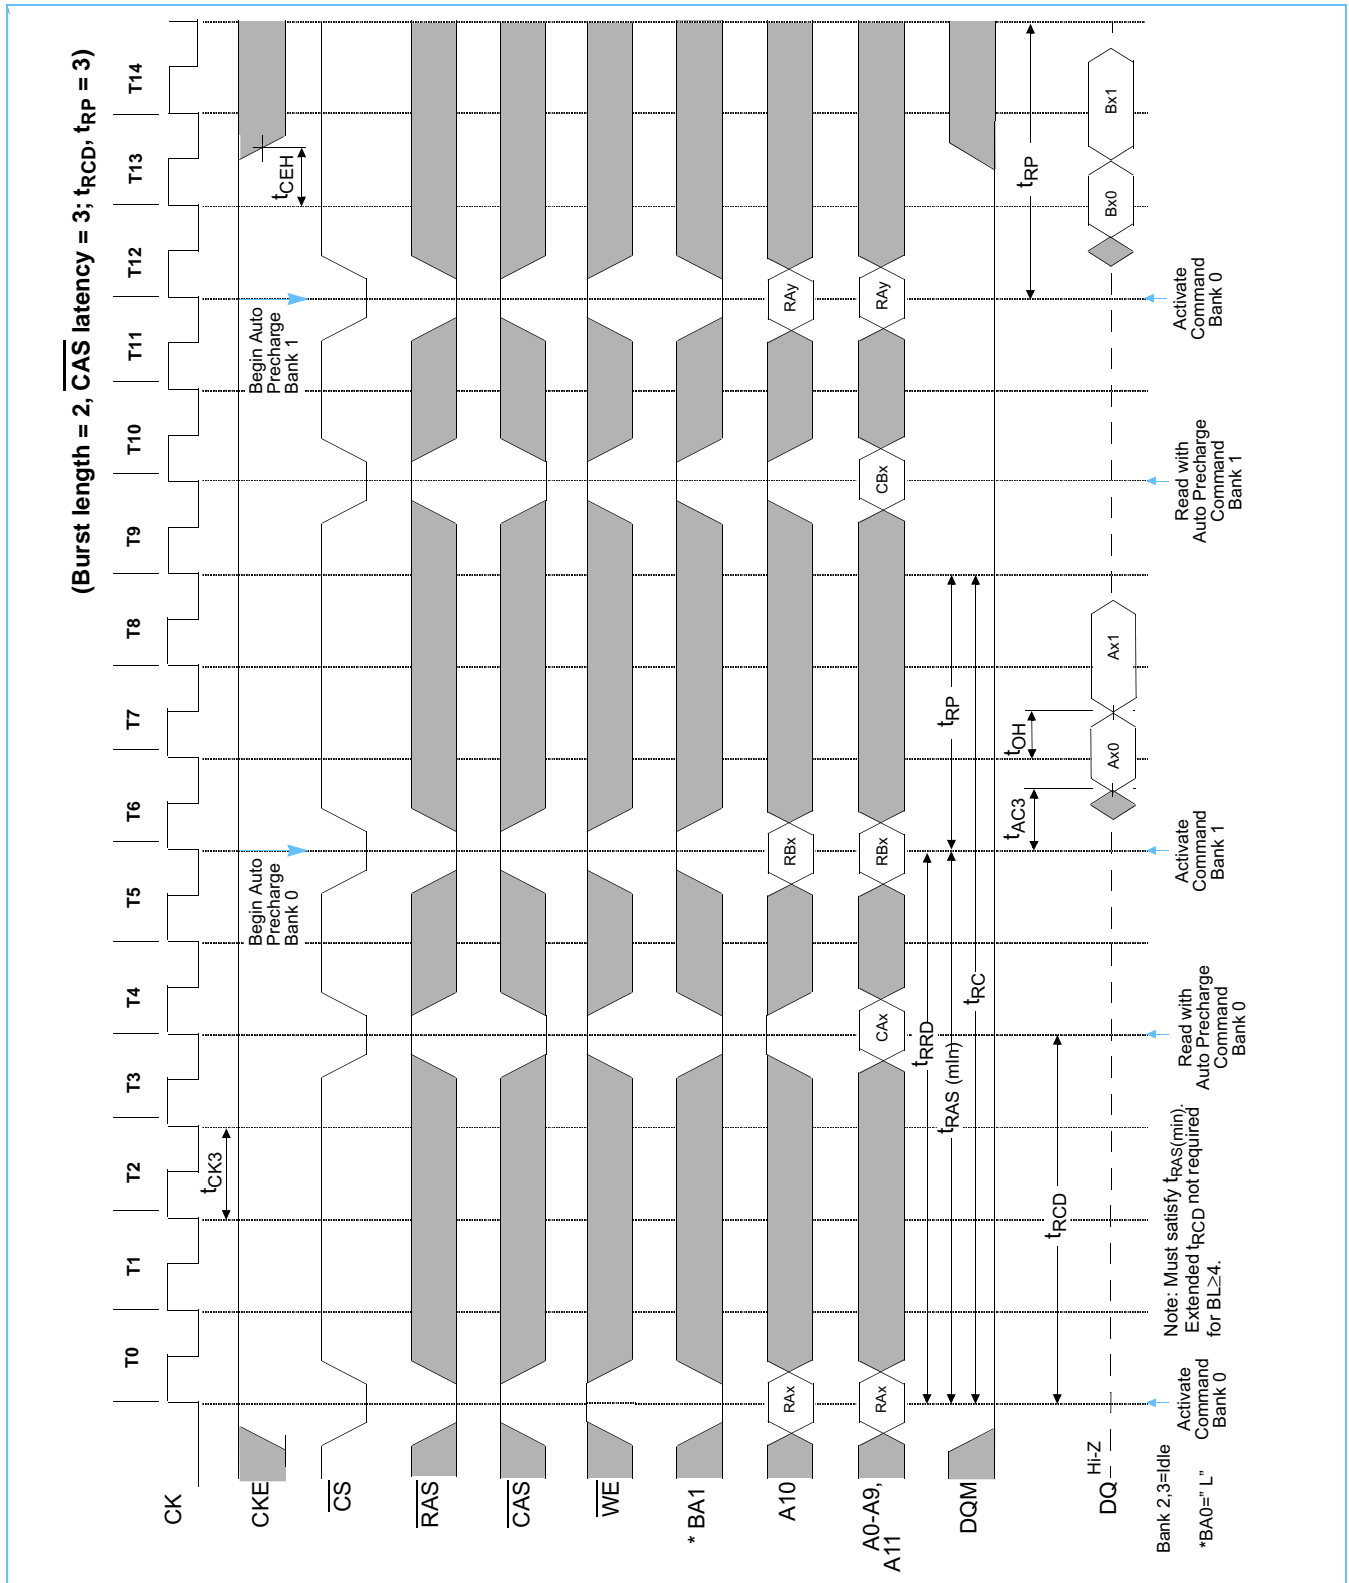 (Burst length = 2, CAS latency = 3; tRCD, tRP = 3)
T0 T1 T2 T3 T4 T5 T6 T7 T8 T9 T10 T11 T12 T13 T14
CK
tCK3
CKE
Begin Auto
Precharge
Bank 0
Begin Auto
Precharge
Bank 1
tCEH
CS
RAS
CAS
WE
* BA1
A10
RAx
RBx
RAy
A0-A9,
A11
RAx
CAx
RBx
CBx
RAy
tRRD
tRAS (mIn)
tRP
tRC
DQM
tRCD
tAC3
tOH
tRP
DQ
Hi-Z
Ax0
Ax1
Bx0
Bx1
Bank 2,3=Idle
*BA0=" L"
Activate
Command
Bank 0
Note: Must satisfy tRAS(min).
Extended tRCD not required
for BL≥4.
Read with
Auto Precharge
Command
Bank 0
Activate
Command
Bank 1
Read with
Auto Precharge
Command
Bank 1
Activate
Command
Bank 0